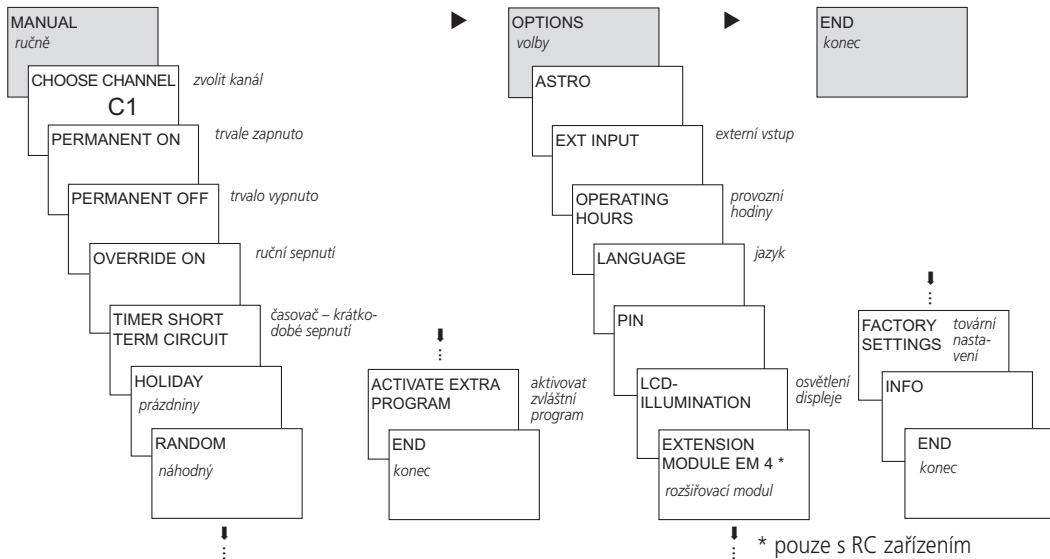 MANUAL
ručně
CHOOSE CHANNEL
C1
zvolit kanál
PERMANENT ON
trvale zapnuto
PERMANENT OFF
trvalo vypnuto
OVERRIDE ON
ruční sepnutí
TIMER SHORT
TERM CIRCUIT
časovač – krátko-
dobé sepnutí
HOLIDAY
prázdniny
RANDOM
náhodný
ACTIVATE EXTRA
PROGRAM
aktivovat
zvláštní
program
END
konec
OPTIONS
volby
ASTRO
EXT INPUT
externí vstup
OPERATING
HOURS
provozní
hodiny
LANGUAGE
jazyk
PIN
LCD-
ILLUMINATION
osvětlení
displeje
EXTENSION
MODULE EM 4 *
rozšiřovací modul
FACTORY
SETTINGS
tovární
nasta-
vení
INFO
END
konec
END
konec
* pouze s RC zařízením